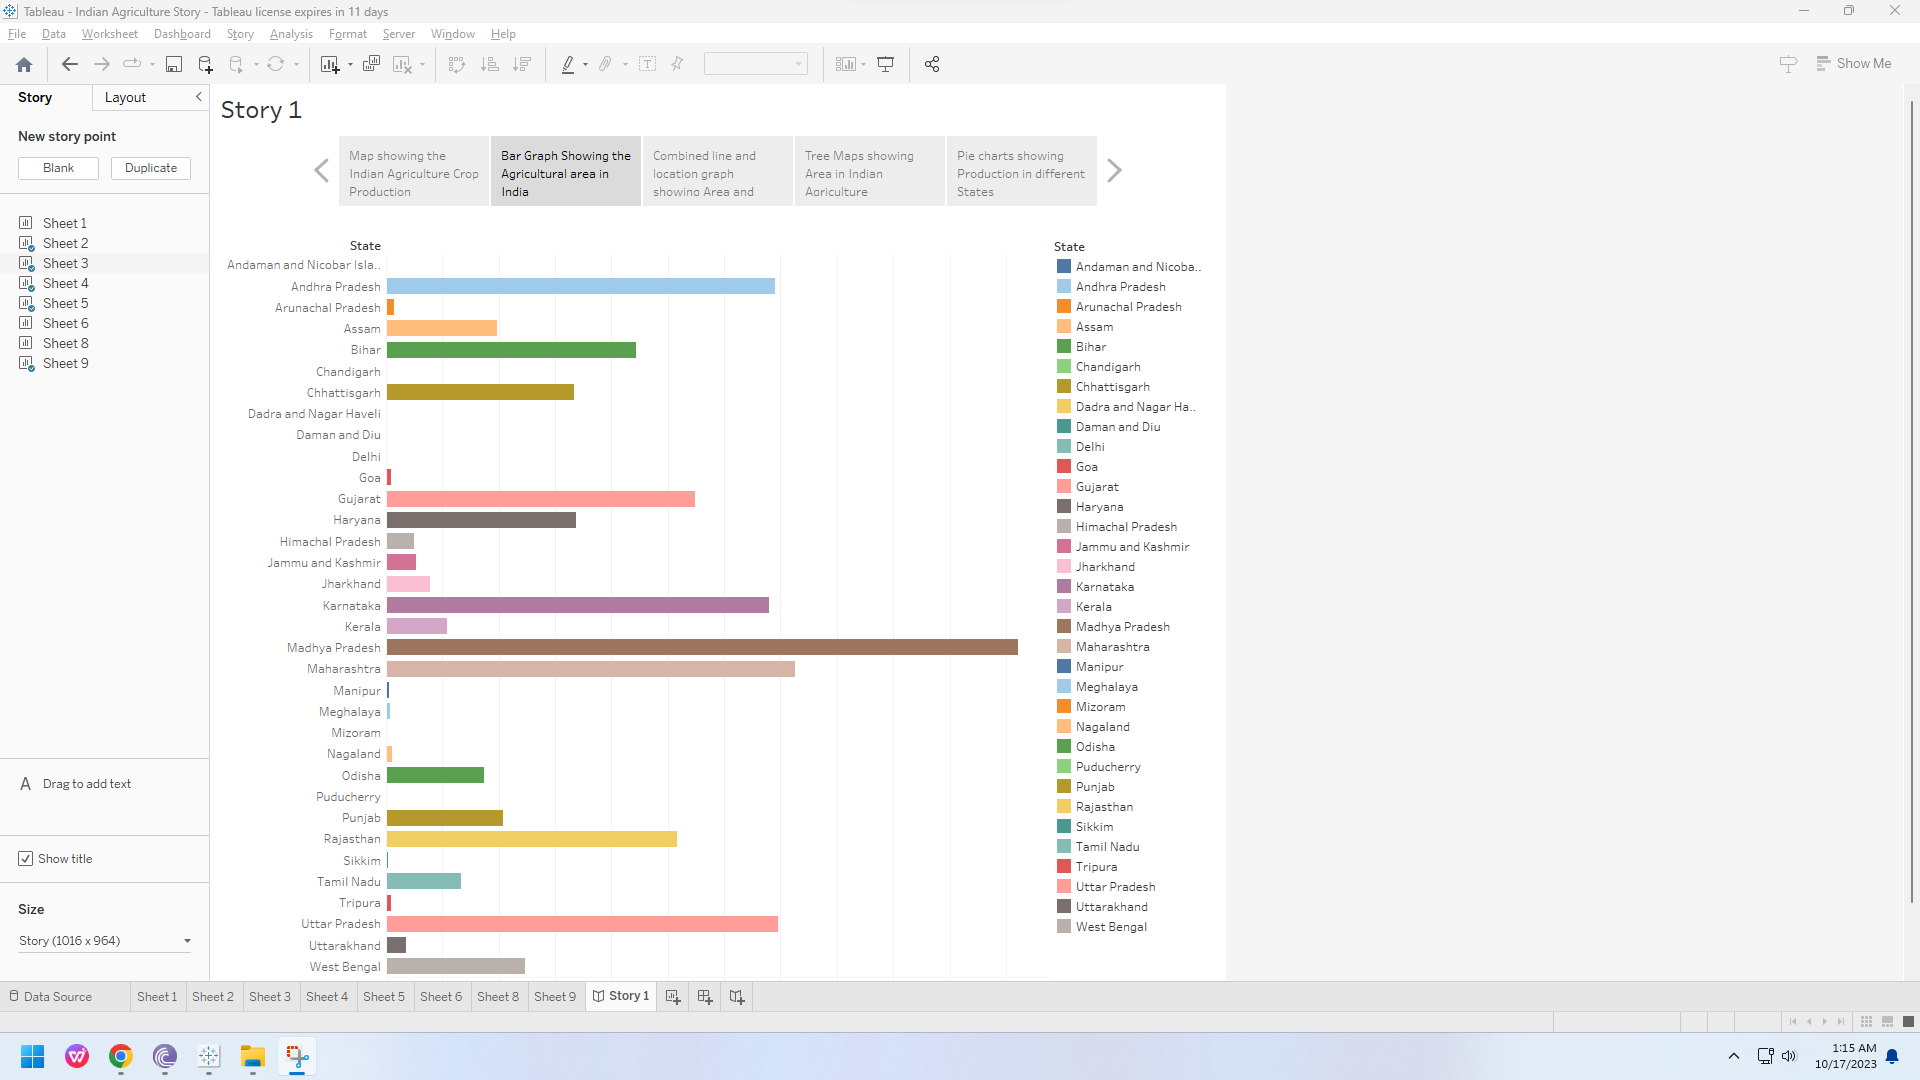 Tableau - Indian Agriculture Story - Tableau license expires in 11 days
File Data Worksheet Dashboard Story Analysis Format Server Window Help
Show Me
Story Layout
New story point
Blank Duplicate
Sheet 1
Sheet 2
Sheet 3
Sheet 4
Sheet 5
Sheet 6
Sheet 8
Sheet 9
A Drag to add text
Show title
Size
Story (1016 x 964)
Story 1
Map showing the
Indian Agriculture Crop
Production
Bar Graph Showing the
Agricultural area in
India
Combined line and
location graph
showing Area and
Tree Maps showing
Area in Indian
Agriculture
Pie charts showing
Production in different
States
State
Andaman and Nicobar Isla..
Andhra Pradesh
Arunachal Pradesh
Assam
Bihar
Chandigarh
Chhattisgarh
Dadra and Nagar Haveli
Daman and Diu
Delhi
Goa
Gujarat
Haryana
Himachal Pradesh
Jammu and Kashmir
Jharkhand
Karnataka
Kerala
Madhya Pradesh
Maharashtra
Manipur
Meghalaya
Mizoram
Nagaland
Odisha
Puducherry
Punjab
Rajasthan
Sikkim
Tamil Nadu
Tripura
Uttar Pradesh
Uttarakhand
West Bengal
State
Andaman and Nicoba..
Andhra Pradesh
Arunachal Pradesh
Assam
Bihar
Chandigarh
Chhattisgarh
Dadra and Nagar Ha..
Daman and Diu
Delhi
Goa
Gujarat
Haryana
Himachal Pradesh
Jammu and Kashmir
Jharkhand
Karnataka
Kerala
Madhya Pradesh
Maharashtra
Manipur
Meghalaya
Mizoram
Nagaland
Odisha
Puducherry
Punjab
Rajasthan
Sikkim
Tamil Nadu
Tripura
Uttar Pradesh
Uttarakhand
West Bengal
Data Source Sheet 1 Sheet 2 Sheet 3 Sheet 4 Sheet 5 Sheet 6 Sheet 8 Sheet 9 Story 1
1:15 AM
10/17/2023